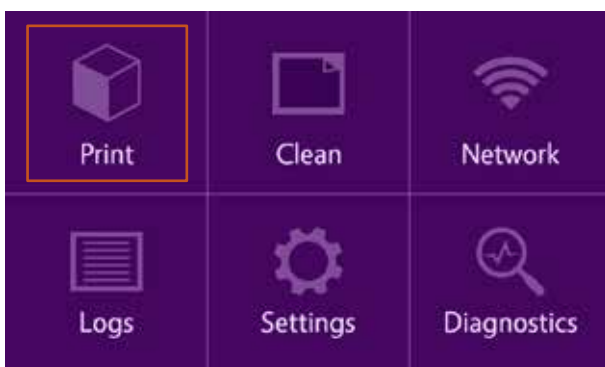 Print
Clean
Network
Logs
Settings
Diagnostics